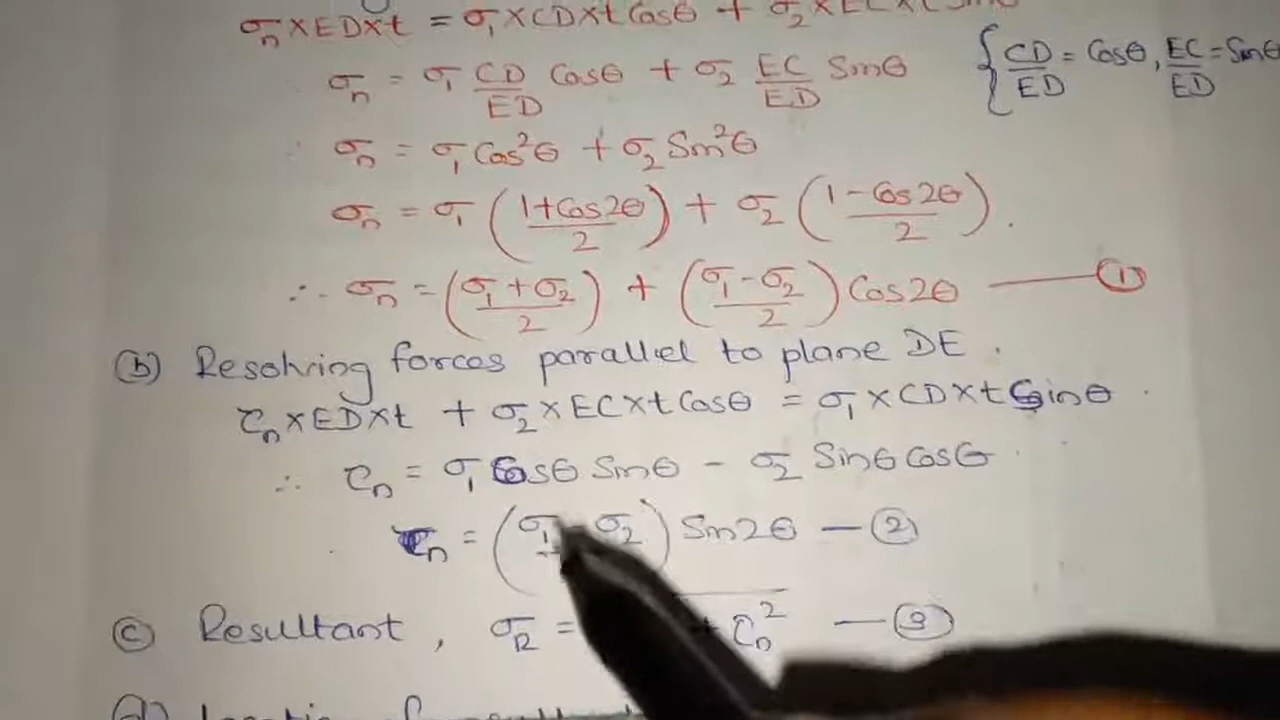 σn × ED × t = σ1 × CD × t Cosθ + σ2 × EC × t Sinθ
σn = σ1 CD/ED Cosθ + σ2 EC/ED Sinθ { CD/ED = Cosθ, EC/ED = Sinθ
∴ σn = σ1 Cos²θ + σ2 Sin²θ
σn = σ1 (1+Cos2θ/2) + σ2 (1-Cos2θ/2).
∴ σn = (σ1+σ2/2) + (σ1-σ2/2) Cos2θ — ①
(b) Resolving forces parallel to plane DE.
τn × ED × t + σ2 × EC × t Cosθ = σ1 × CD × t Sinθ.
∴ τn = σ1 Cosθ Sinθ - σ2 Sinθ Cosθ.
τn = (σ1 σ2) Sin2θ — ②
(c) Resultant, σR = + τn² — ③
(d)